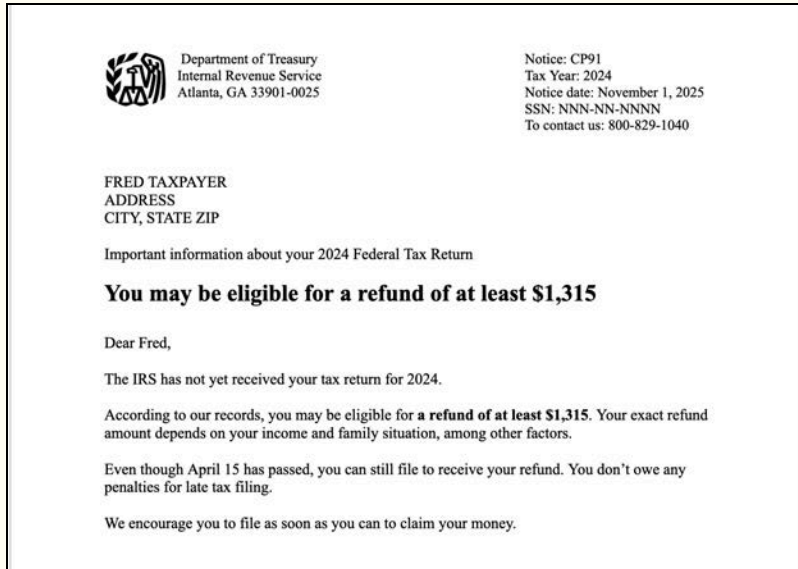 Department of Treasury
Internal Revenue Service
Atlanta, GA 33901-0025
Notice: CP91
Tax Year: 2024
Notice date: November 1, 2025
SSN: NNN-NN-NNNN
To contact us: 800-829-1040
FRED TAXPAYER
ADDRESS
CITY, STATE ZIP
Important information about your 2024 Federal Tax Return
You may be eligible for a refund of at least $1,315
Dear Fred,
The IRS has not yet received your tax return for 2024.
According to our records, you may be eligible for a refund of at least $1,315. Your exact refund
amount depends on your income and family situation, among other factors.
Even though April 15 has passed, you can still file to receive your refund. You don’t owe any
penalties for late tax filing.
We encourage you to file as soon as you can to claim your money.